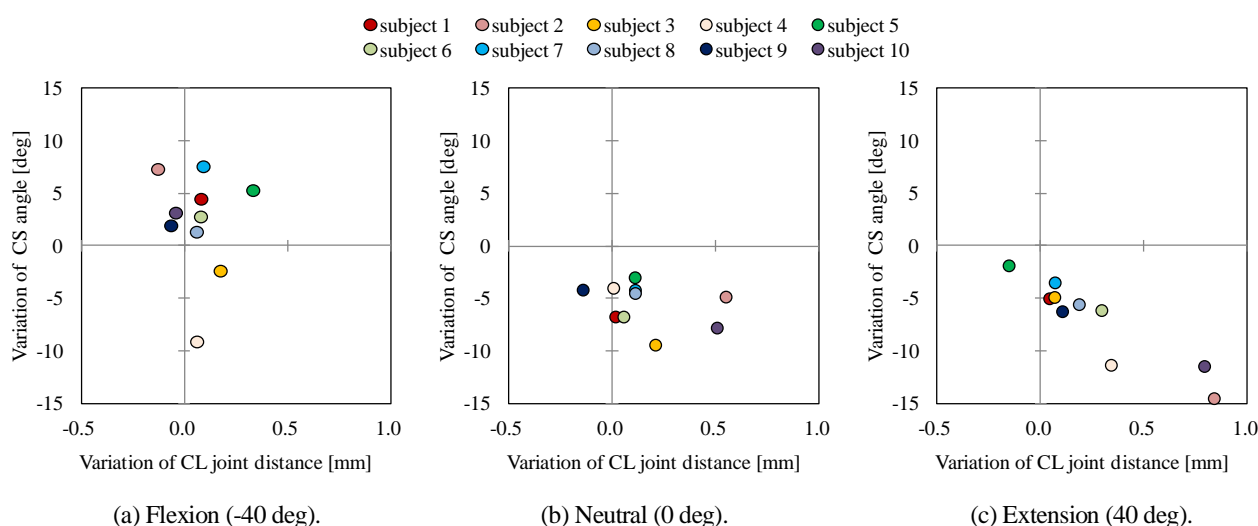 subject 1 subject 2 subject 3 subject 4 subject 5
subject 6 subject 7 subject 8 subject 9 subject 10
Variation of CS angle [deg]
15
10
5
0
-5
-10
-15
-0.5 0.0 0.5 1.0
Variation of CL joint distance [mm]
(a) Flexion (-40 deg).
Variation of CS angle [deg]
15
10
5
0
-5
-10
-15
-0.5 0.0 0.5 1.0
Variation of CL joint distance [mm]
(b) Neutral (0 deg).
Variation of CS angle [deg]
15
10
5
0
-5
-10
-15
-0.5 0.0 0.5 1.0
Variation of CL joint distance [mm]
(c) Extension (40 deg).